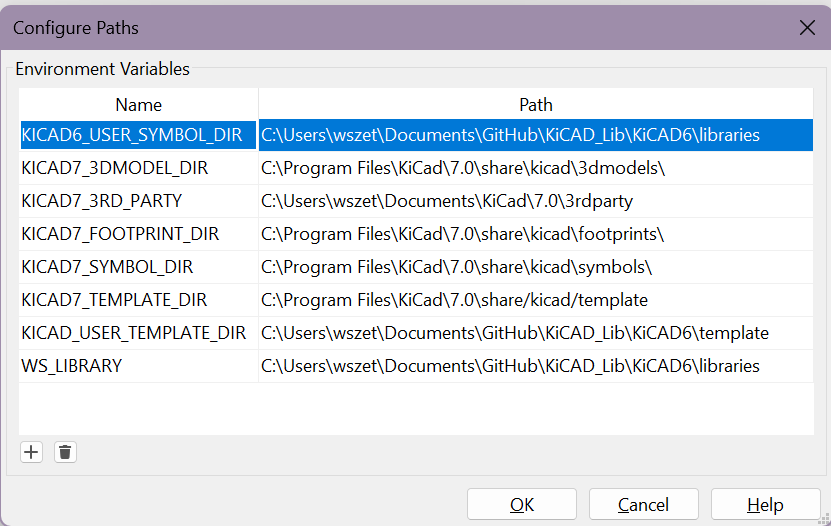 Configure Paths
Environment Variables
Name Path
KICAD6_USER_SYMBOL_DIR C:\Users\wszet\Documents\GitHub\KiCAD_Lib\KiCAD6\libraries
KICAD7_3DMODEL_DIR C:\Program Files\KiCad\7.0\share\kicad\3dmodels\
KICAD7_3RD_PARTY C:\Users\wszet\Documents\KiCad\7.0\3rdparty
KICAD7_FOOTPRINT_DIR C:\Program Files\KiCad\7.0\share\kicad\footprints\
KICAD7_SYMBOL_DIR C:\Program Files\KiCad\7.0\share\kicad\symbols\
KICAD7_TEMPLATE_DIR C:\Program Files\KiCad\7.0\share/kicad/template
KICAD_USER_TEMPLATE_DIR C:\Users\wszet\Documents\GitHub\KiCAD_Lib\KiCAD6\template
WS_LIBRARY C:\Users\wszet\Documents\GitHub\KiCAD_Lib\KiCAD6\libraries
OK Cancel Help